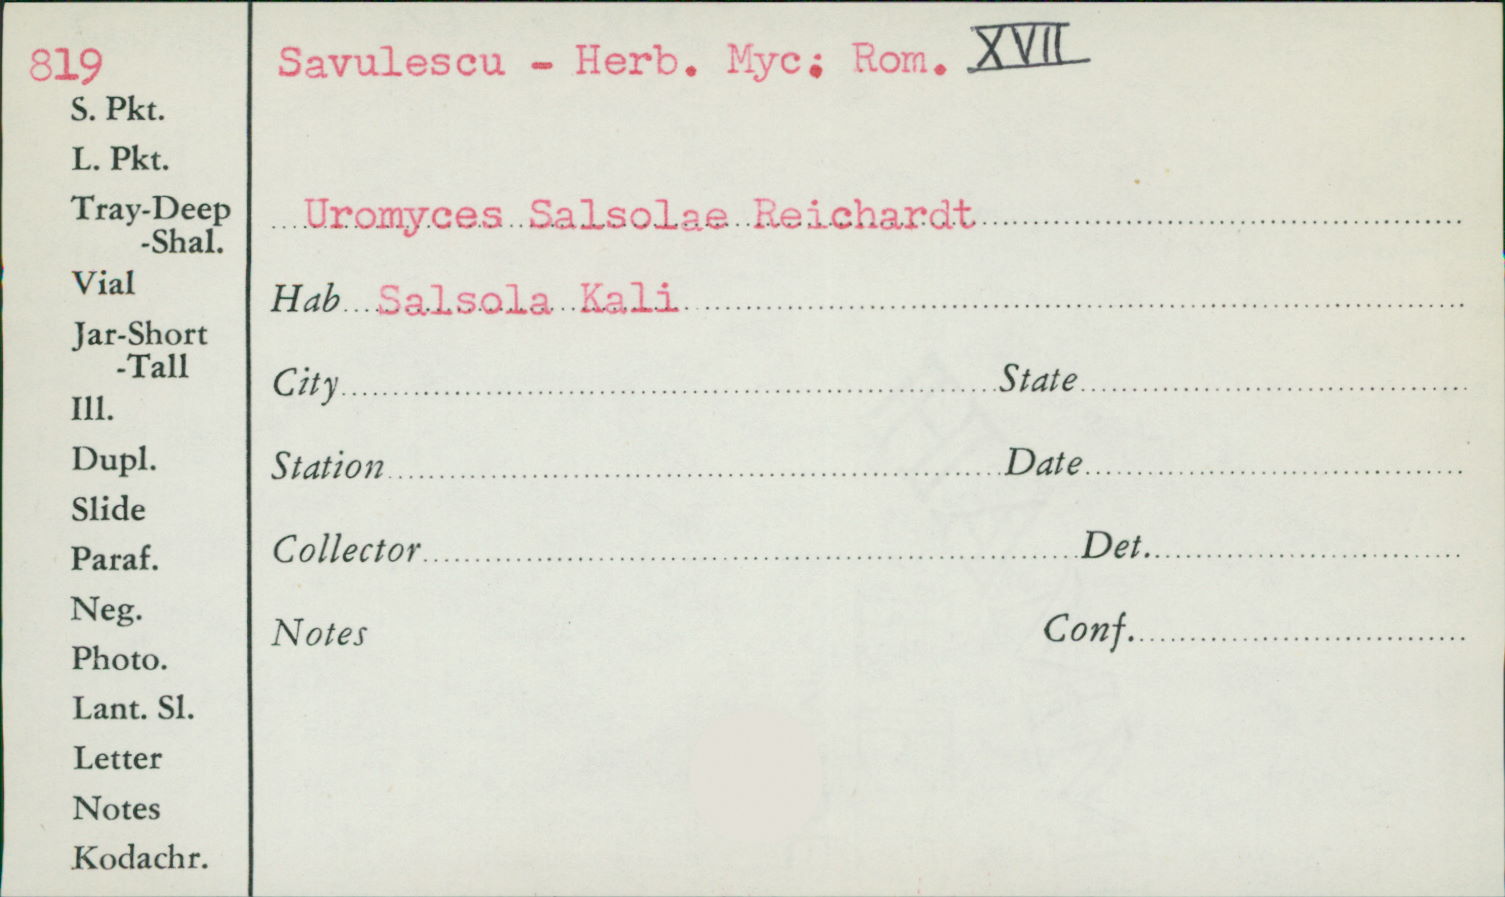 819
Savulescu - Herb. Myc; Rom. XVII
S. Pkt.
L. Pkt.
Tray-Deep
-Shal.
Vial
Jar-Short
-Tall
Ill.
Dupl.
Slide
Paraf.
Neg.
Photo.
Lant. Sl.
Letter
Notes
Kodachr.
Uromyces Salsolae Reichardt
Hab Salsola Kali
City State
Station Date
Collector Det.
Notes Conf.